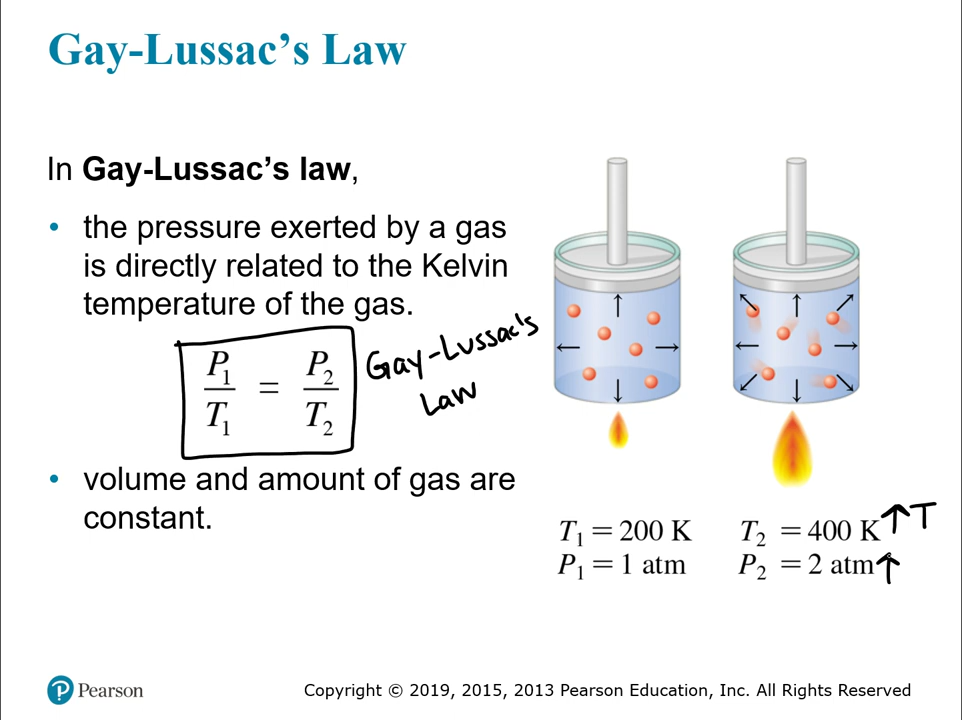 Gay-Lussac's Law
In Gay-Lussac's law,
• the pressure exerted by a gas
is directly related to the Kelvin
temperature of the gas.
P₁/T₁ = P₂/T₂
Gay-Lussac's
Law
• volume and amount of gas are
constant.
T₁ = 200 K
P₁ = 1 atm
T₂ = 400 K ↑T
P₂ = 2 atm ↑
Pearson
Copyright © 2019, 2015, 2013 Pearson Education, Inc. All Rights Reserved